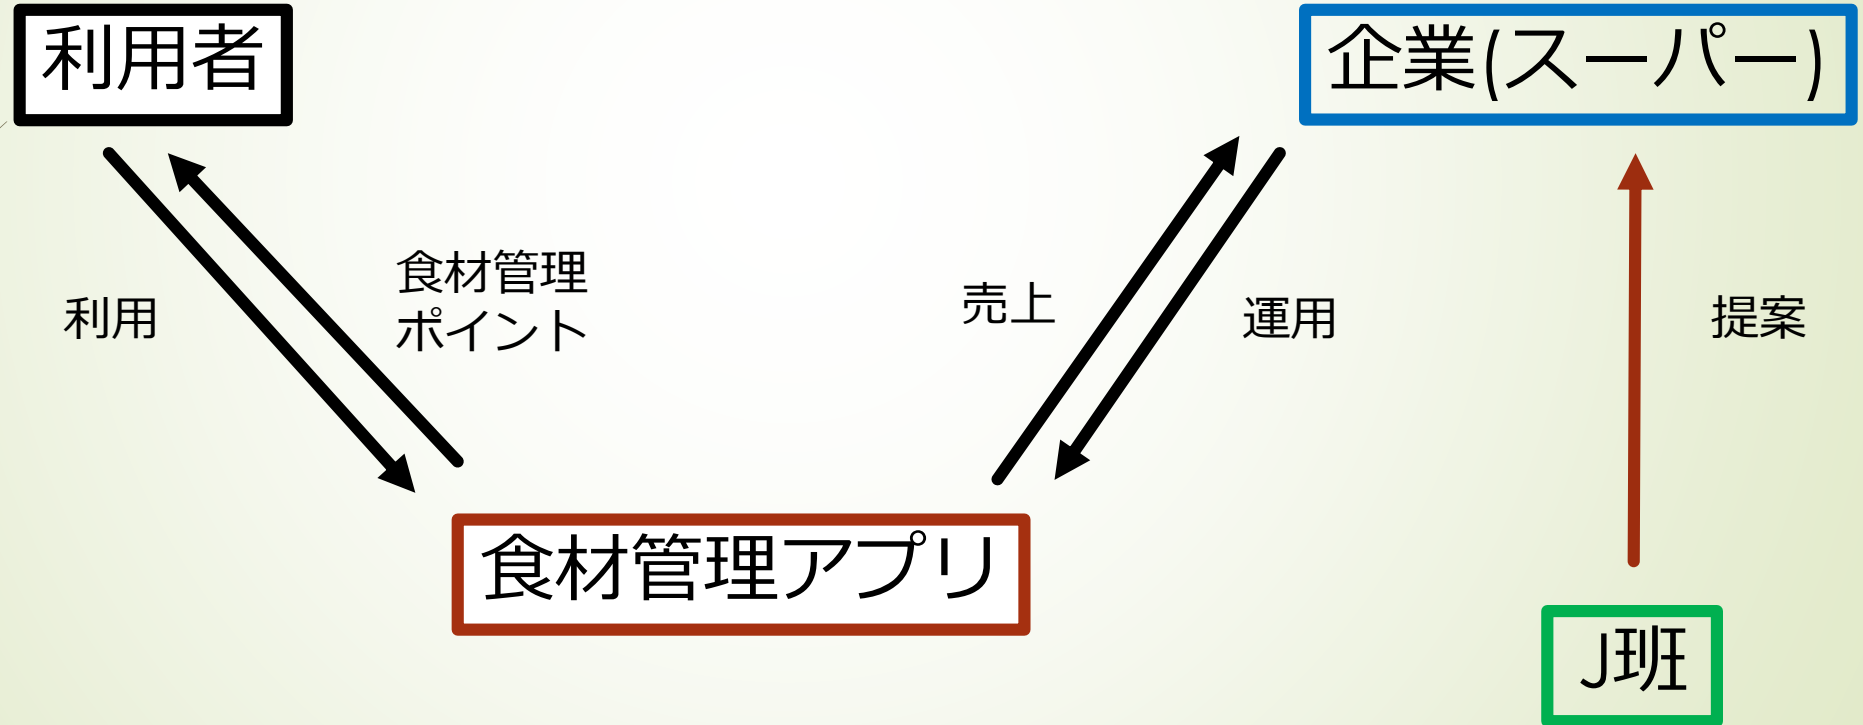 利用者
企業(スーパー)
利用
食材管理
ポイント
売上
運用
提案
食材管理アプリ
J班